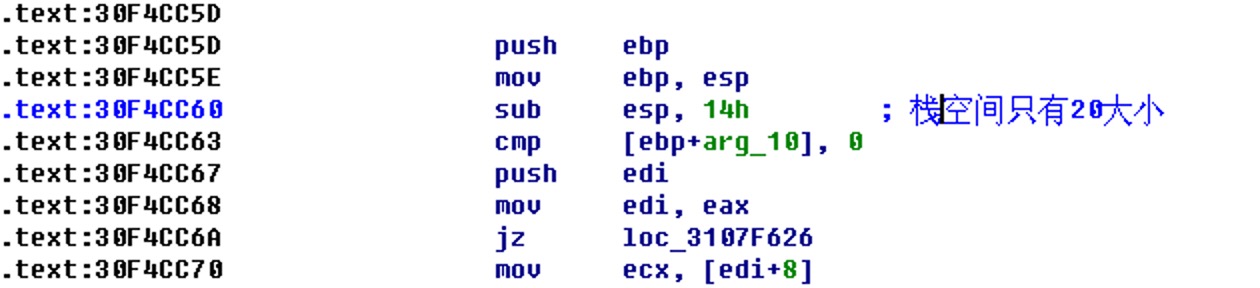 .text:30F4CC5D
.text:30F4CC5D push ebp
.text:30F4CC5E mov ebp, esp
.text:30F4CC60 sub esp, 14h ; 栈空间只有20大小
.text:30F4CC63 cmp [ebp+arg_10], 0
.text:30F4CC67 push edi
.text:30F4CC68 mov edi, eax
.text:30F4CC6A jz loc_3107F626
.text:30F4CC70 mov ecx, [edi+8]